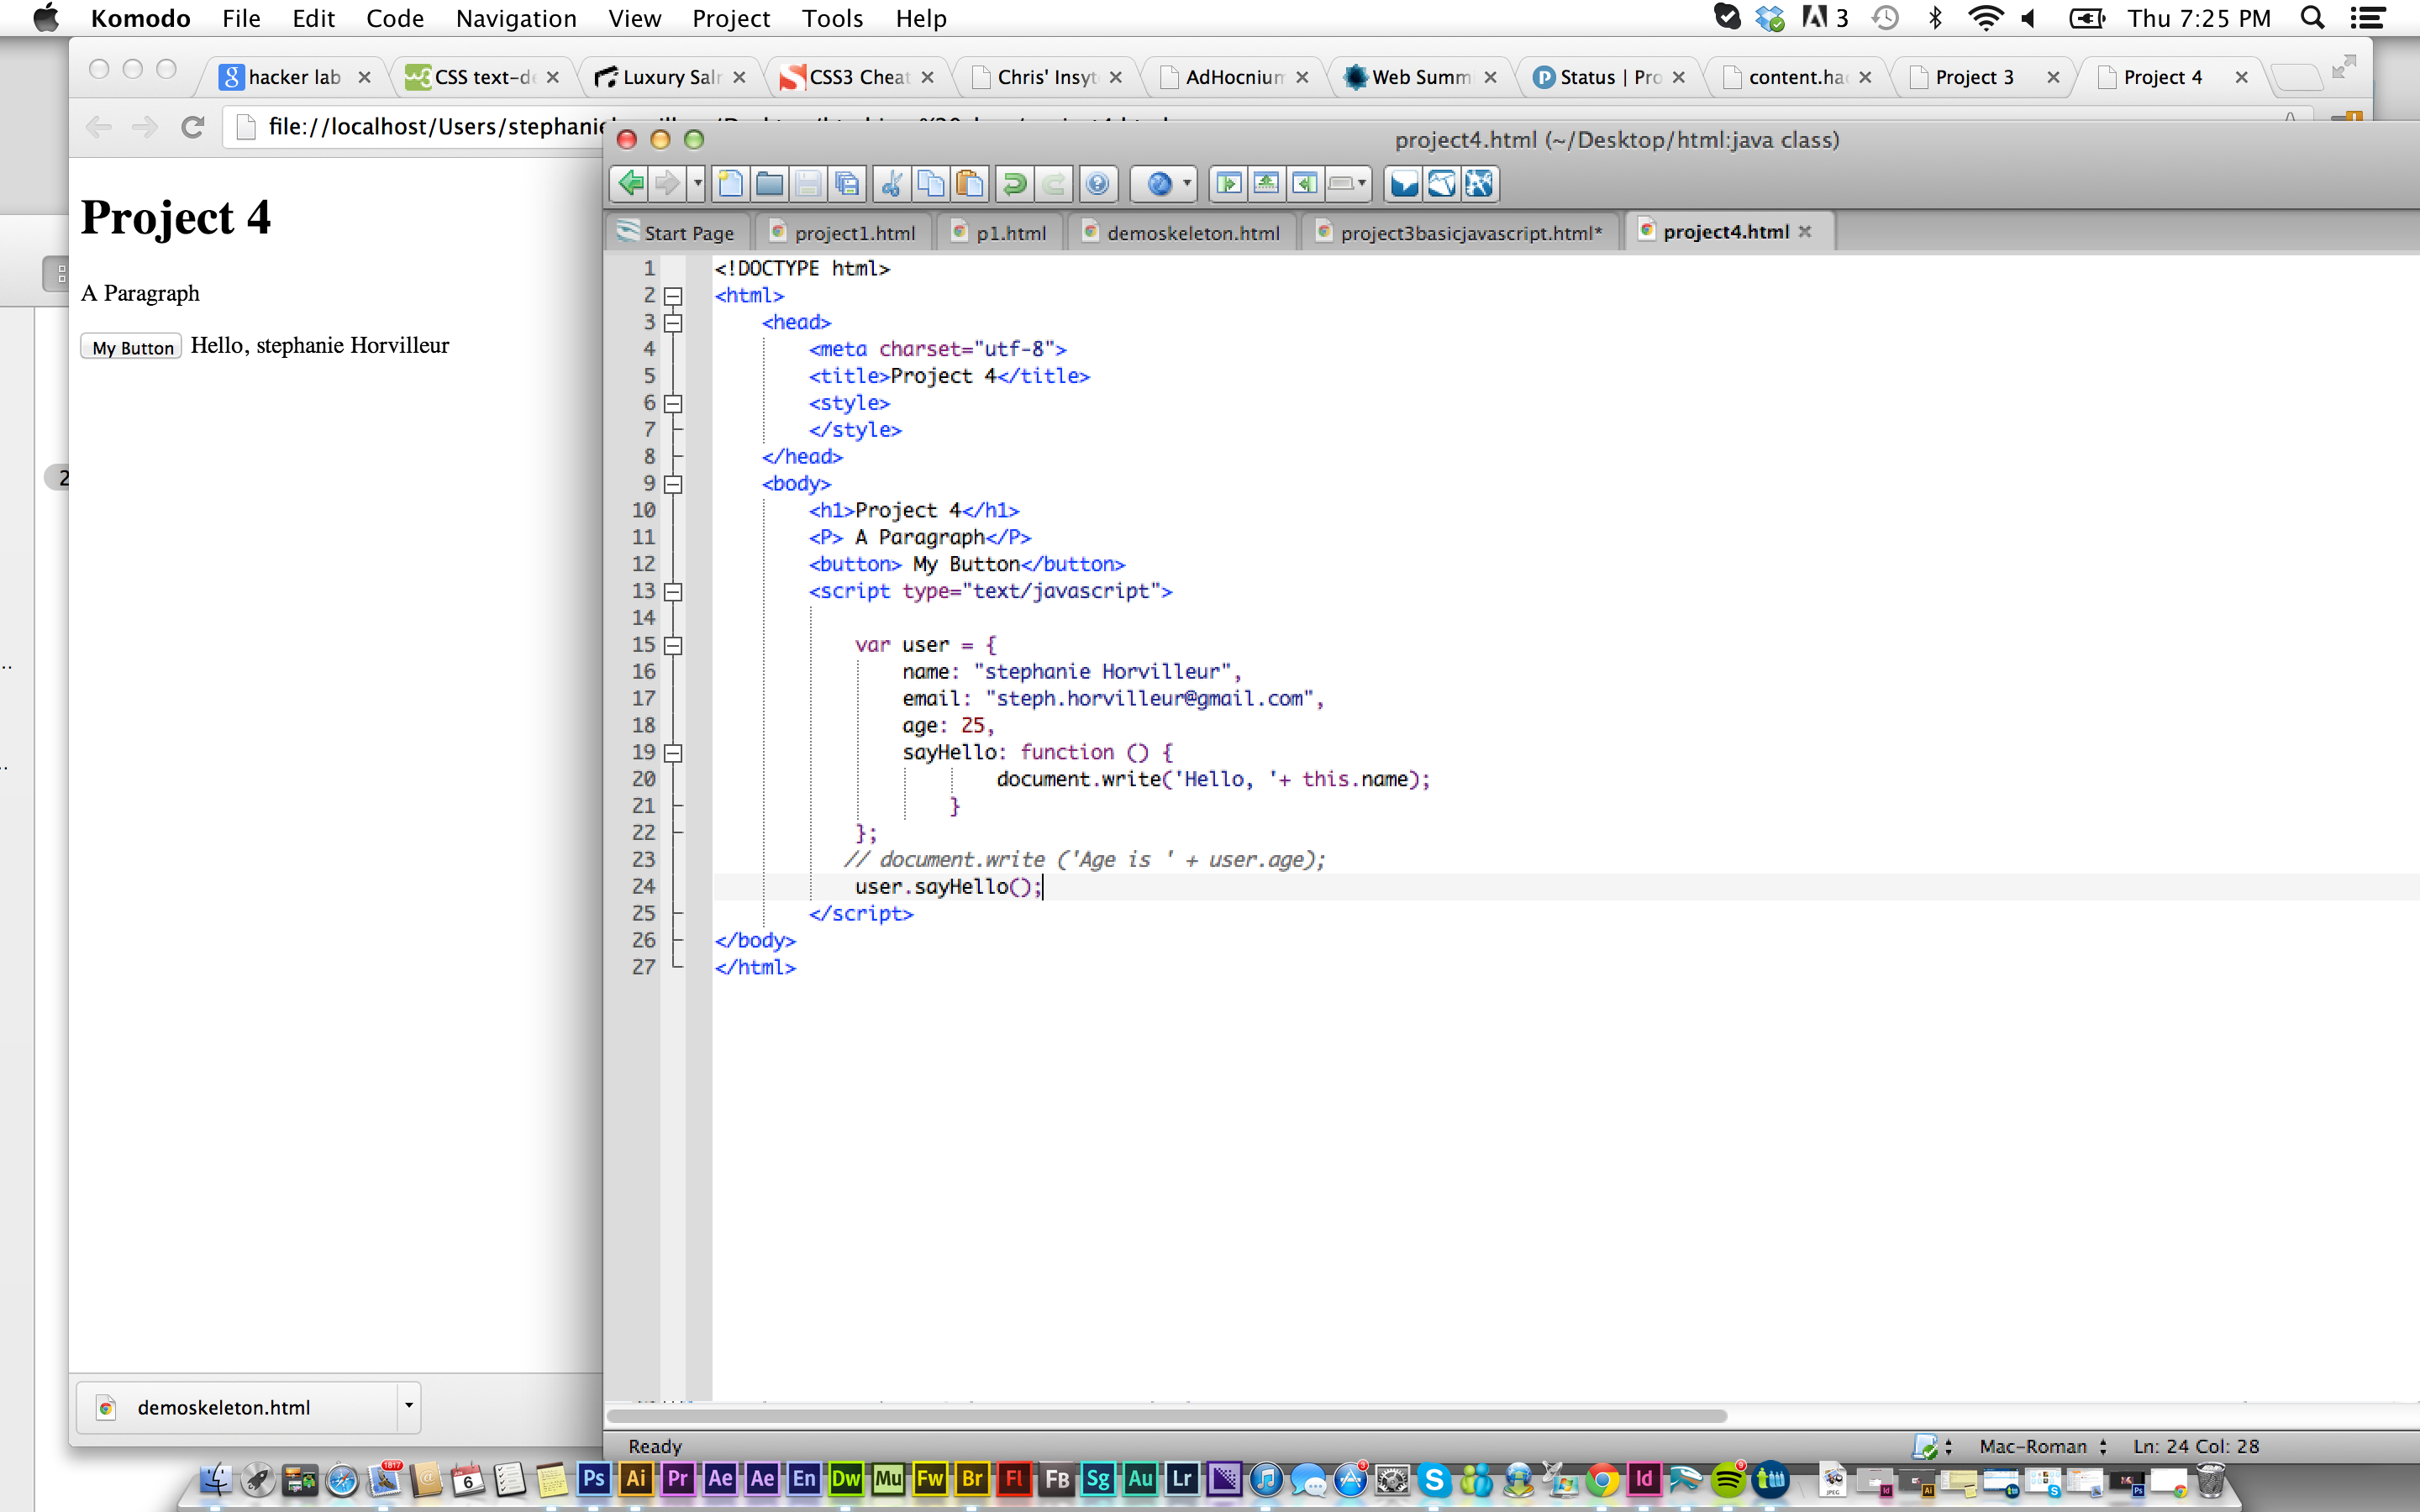 Komodo File Edit Code Navigation View Project Tools Help
3 Thu 7:25 PM
hacker lab
CSS text-d
Luxury Saln
CSS3 Cheat
Chris' Insyt
AdHocnium
Web Summ
Status | Pro
content.ha
Project 3
Project 4
file://localhost/Users/stephanie
project4.html (~/Desktop/html:java class)
Start Page
project1.html
p1.html
demoskeleton.html
project3basicjavascript.html*
project4.html
Project 4
A Paragraph
My Button Hello, stephanie Horvilleur
2
1 <!DOCTYPE html>
2 <html>
3 <head>
4 <meta charset="utf-8">
5 <title>Project 4</title>
6 <style>
7 </style>
8 </head>
9 <body>
10 <h1>Project 4</h1>
11 <P> A Paragraph</P>
12 <button> My Button</button>
13 <script type="text/javascript">
14
15 var user = {
16 name: "stephanie Horvilleur",
17 email: "steph.horvilleur@gmail.com",
18 age: 25,
19 sayHello: function () {
20 document.write('Hello, '+ this.name);
21 }
22 };
23 // document.write ('Age is ' + user.age);
24 user.sayHello();
25 </script>
26 </body>
27 </html>
demoskeleton.html
Ready
Mac-Roman
Ln: 24 Col: 28
1817
6
Ps Ai Pr Ae Ae En Dw Mu Fw Br Fl FB Sg Au Lr
3
S
Id
9
JPEG